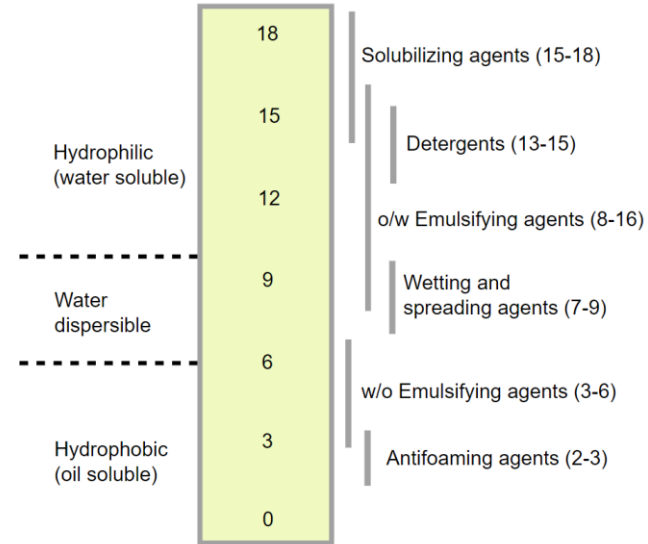 18
Solubilizing agents (15-18)
15
Detergents (13-15)
Hydrophilic
(water soluble)
12
o/w Emulsifying agents (8-16)
9
Wetting and
spreading agents (7-9)
Water
dispersible
6
w/o Emulsifying agents (3-6)
3
Antifoaming agents (2-3)
Hydrophobic
(oil soluble)
0